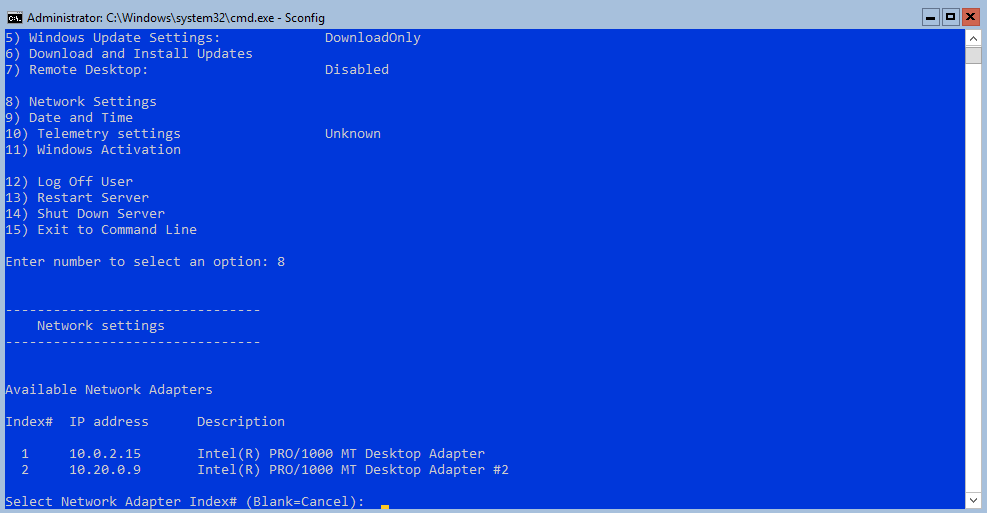 Administrator: C:\Windows\system32\cmd.exe - Sconfig
5) Windows Update Settings: DownloadOnly
6) Download and Install Updates
7) Remote Desktop: Disabled
8) Network Settings
9) Date and Time
10) Telemetry settings Unknown
11) Windows Activation
12) Log Off User
13) Restart Server
14) Shut Down Server
15) Exit to Command Line
Enter number to select an option: 8
--------------------------------
Network settings
--------------------------------
Available Network Adapters
Index# IP address Description
1 10.0.2.15 Intel(R) PRO/1000 MT Desktop Adapter
2 10.20.0.9 Intel(R) PRO/1000 MT Desktop Adapter #2
Select Network Adapter Index# (Blank=Cancel):